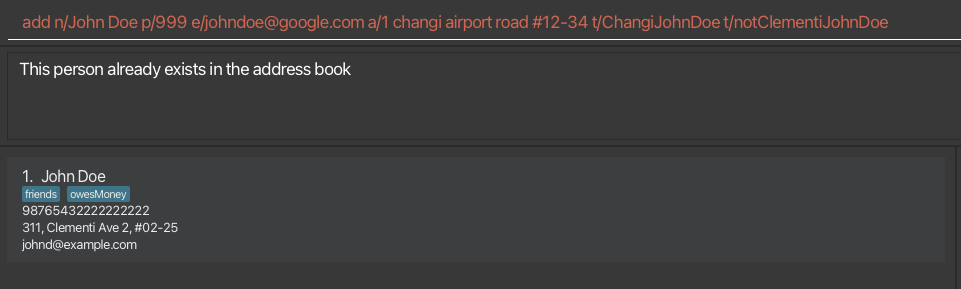 add n/John Doe p/999 e/johndoe@google.com a/1 changi airport road #12-34 t/ChangiJohnDoe t/notClementiJohnDoe
This person already exists in the address book
1. John Doe
friends owesMoney
98765432222222222
311, Clementi Ave 2, #02-25
johnd@example.com